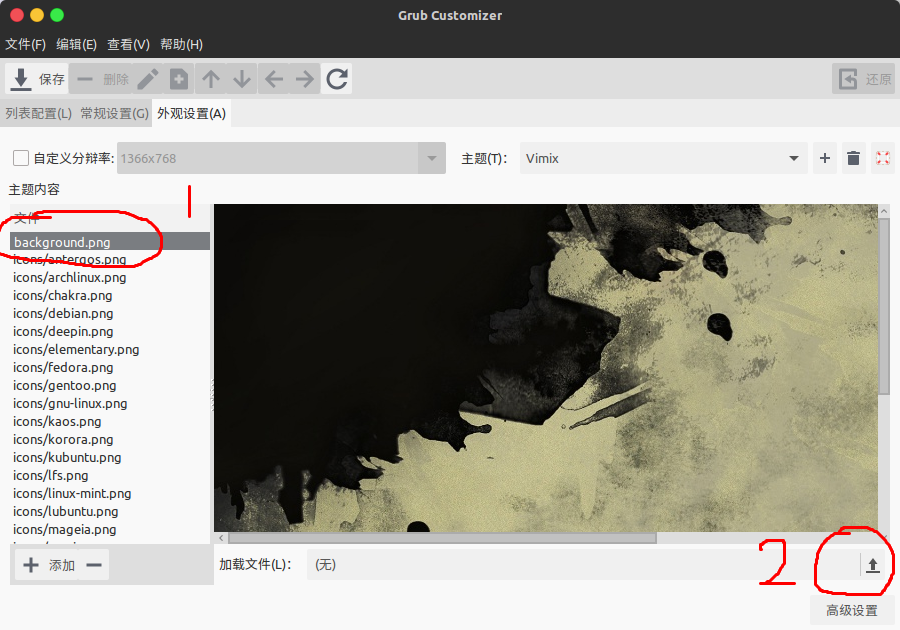 Grub Customizer
文件(F) 编辑(E) 查看(V) 帮助(H)
保存 删除 还原
列表配置(L) 常规设置(G) 外观设置(A)
自定义分辩率: 1366x768 主题(T): Vimix
主题内容
1
文件
background.png
icons/antergos.png
icons/archlinux.png
icons/chakra.png
icons/debian.png
icons/deepin.png
icons/elementary.png
icons/fedora.png
icons/gentoo.png
icons/gnu-linux.png
icons/kaos.png
icons/korora.png
icons/kubuntu.png
icons/lfs.png
icons/linux-mint.png
icons/lubuntu.png
icons/mageia.png
2
添加 加载文件(L): (无)
高级设置